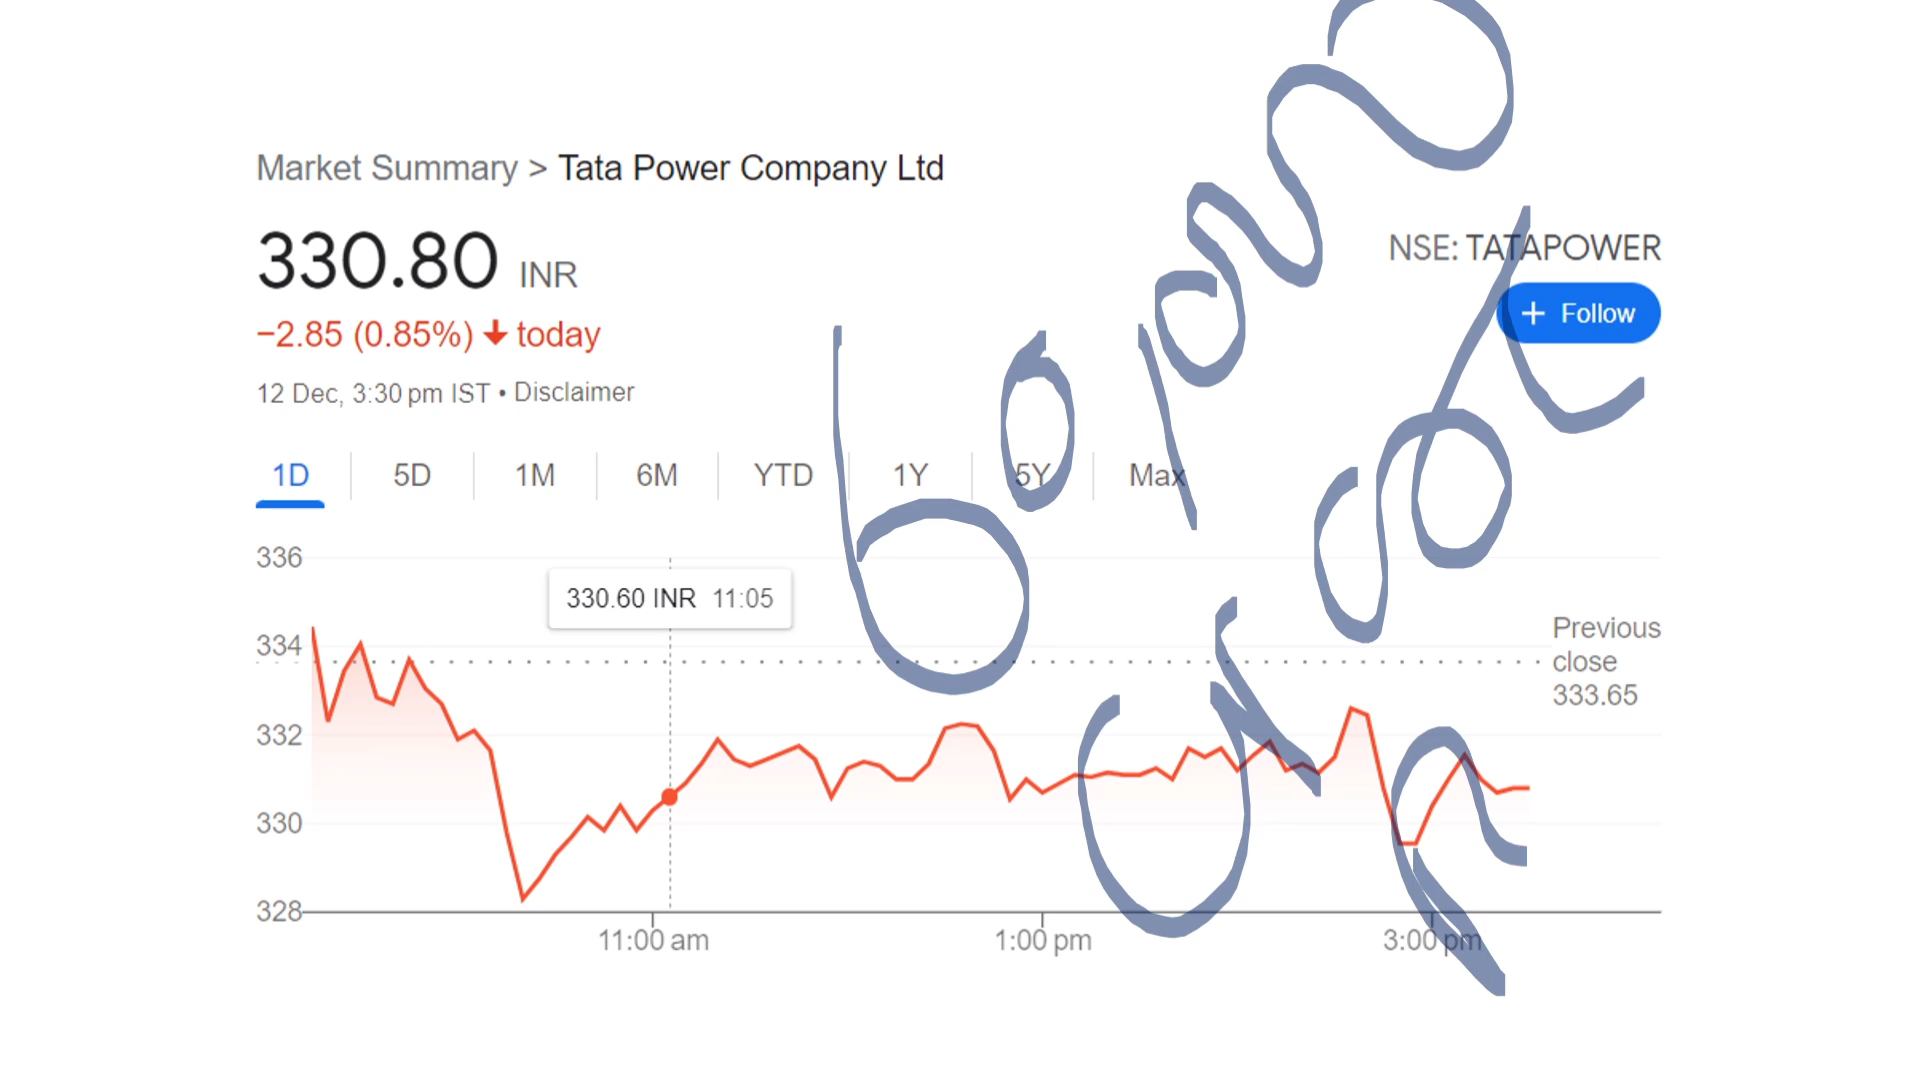 Market Summary > Tata Power Company Ltd
330.80 INR
NSE: TATAPOWER
−2.85 (0.85%) ↓ today
+ Follow
12 Dec, 3:30 pm IST • Disclaimer
1D 5D 1M 6M YTD 1Y 5Y Max
336
330.60 INR 11:05
334
Previous
close
333.65
332
330
328
11:00 am 1:00 pm 3:00 pm